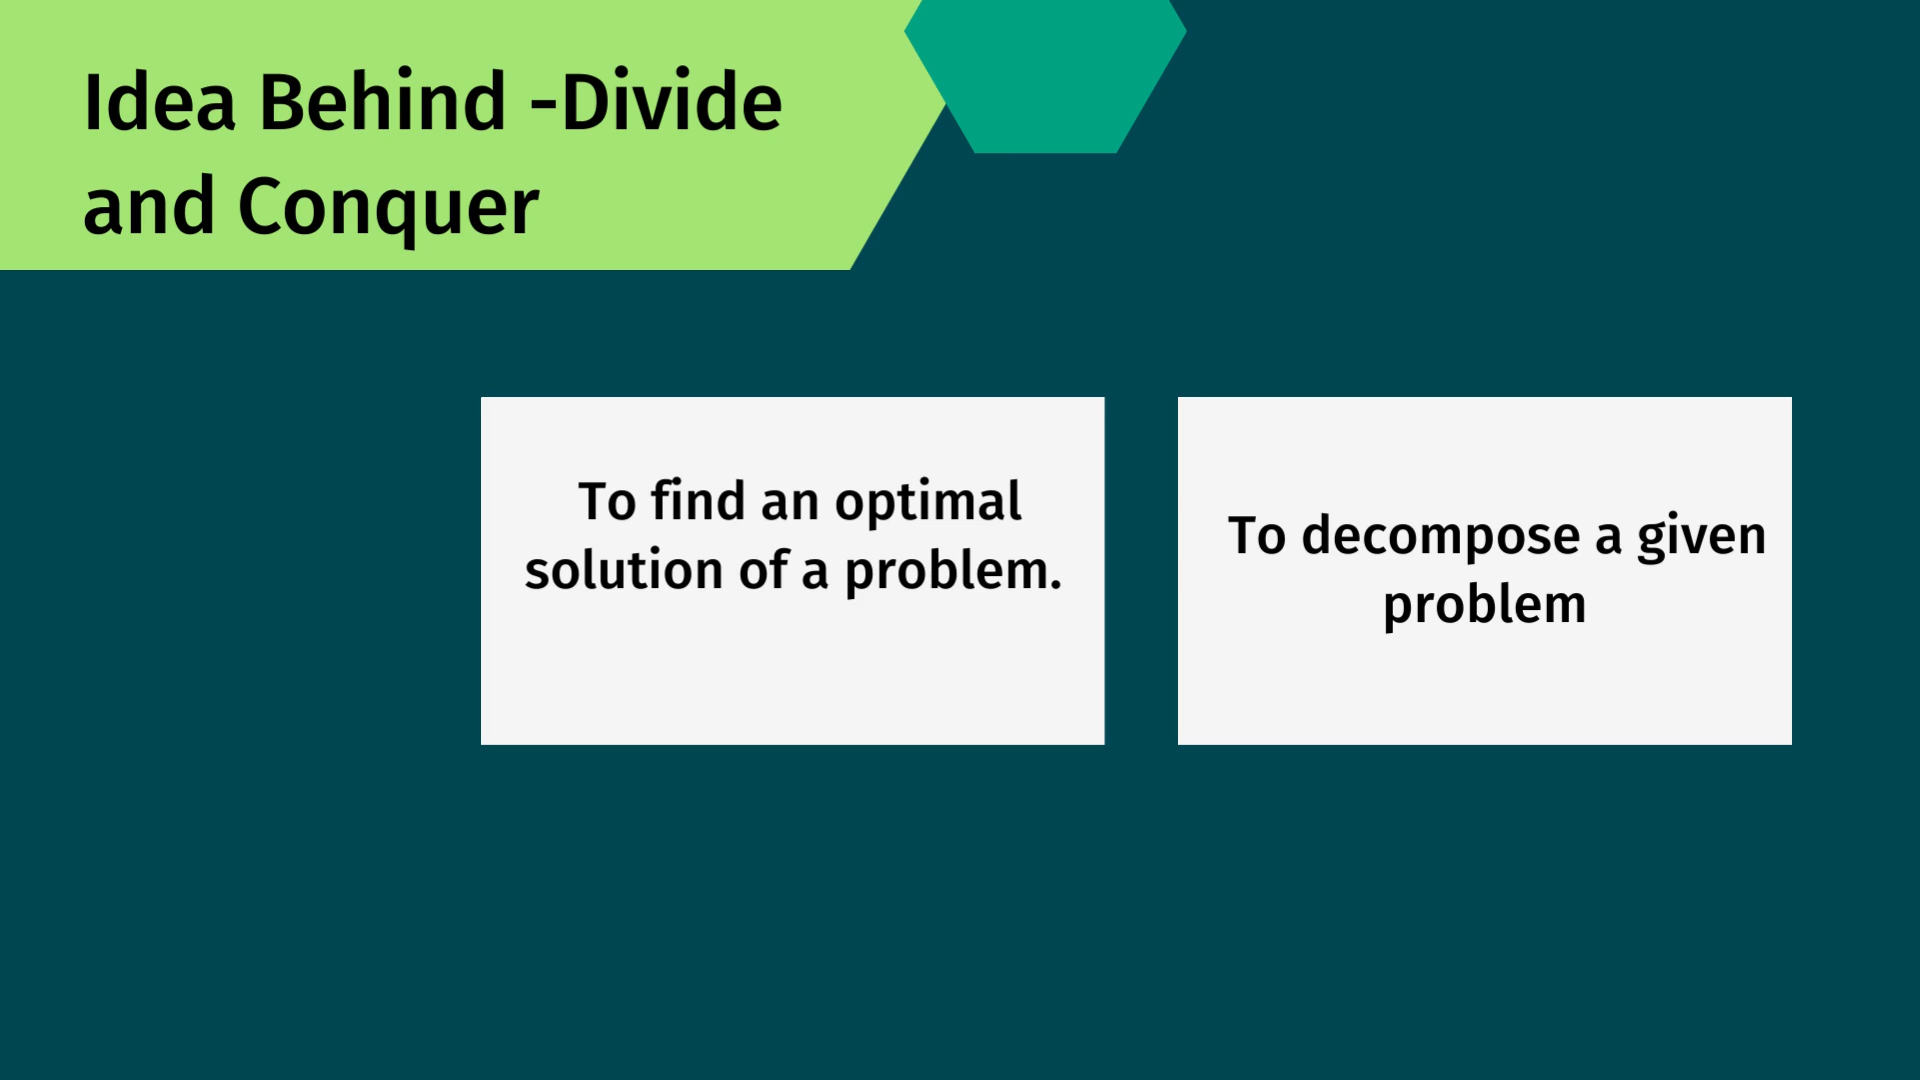 Idea Behind -Divide
and Conquer
To find an optimal
solution of a problem.
To decompose a given
problem